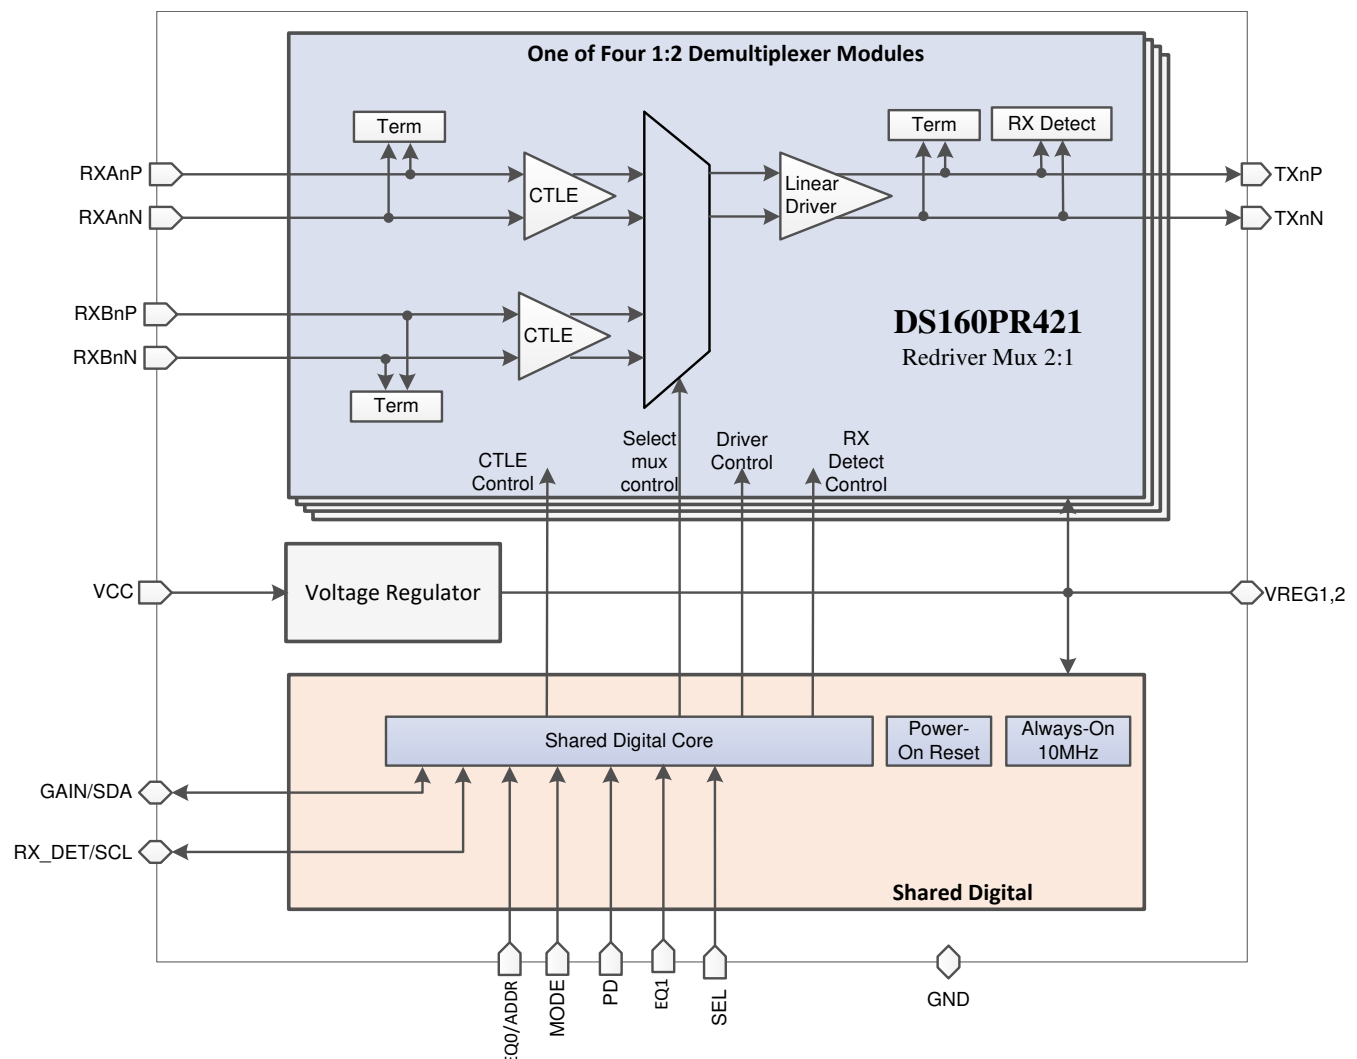 One of Four 1:2 Demultiplexer Modules
Term
Term
RX Detect
RXAnP
CTLE
Linear
Driver
TXnP
RXAnN
TXnN
RXBnP
CTLE
DS160PR421
RXBnN
Redriver Mux 2:1
Term
CTLE
Control
Select
mux
control
Driver
Control
RX
Detect
Control
VCC
Voltage Regulator
VREG1,2
Shared Digital Core
Power-
On Reset
Always-On
10MHz
GAIN/SDA
RX_DET/SCL
Shared Digital
EQ0/ADDR
MODE
PD
EQ1
SEL
GND